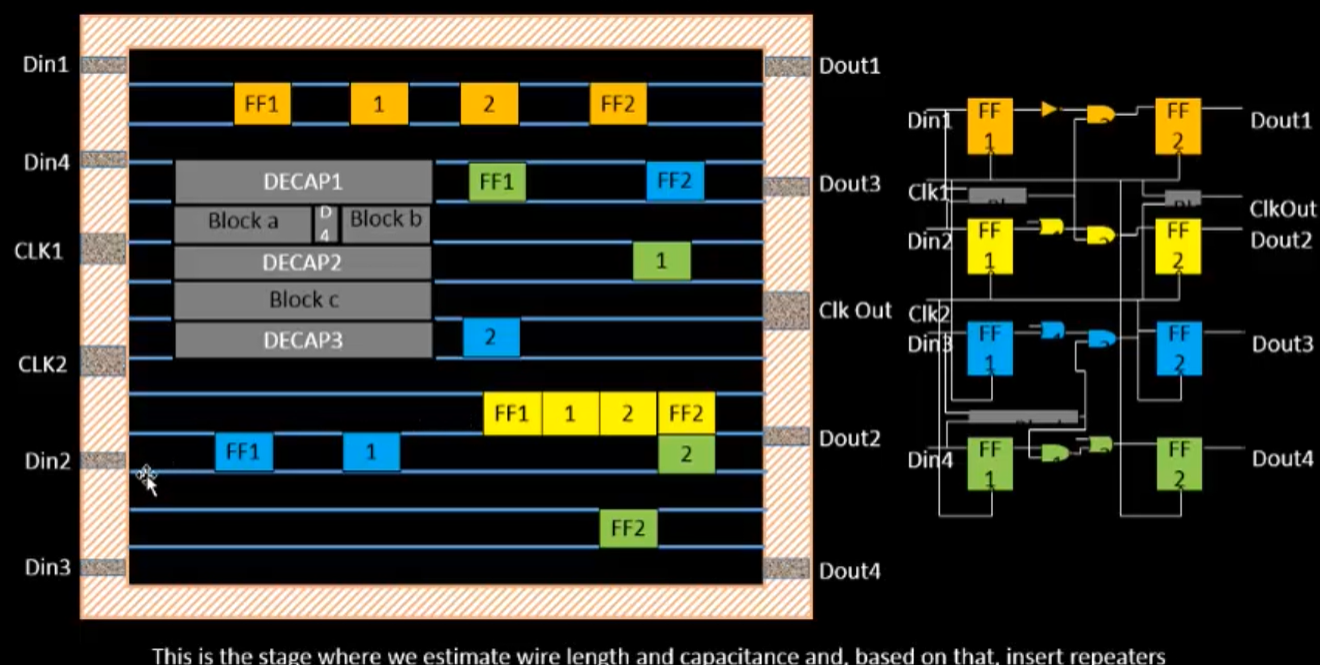 Din1
Dout1
FF1 1 2 FF2
FF 1 FF 2
Din1 Dout1
Din4
DECAP1 FF1 FF2
Dout3
Clk1
Block a D 4 Block b
ClkOut
CLK1
FF 1 FF 2
Din2 Dout2
DECAP2 1
Block c
Clk Out
Clk2
DECAP3 2
FF 1 FF 2
Din3 Dout3
CLK2
FF1 1 2 FF2
Dout2
FF1 1 2
Din2
FF 1 FF 2
Din4 Dout4
FF2
Din3
Dout4
This is the stage where we estimate wire length and capacitance and, based on that, insert repeaters